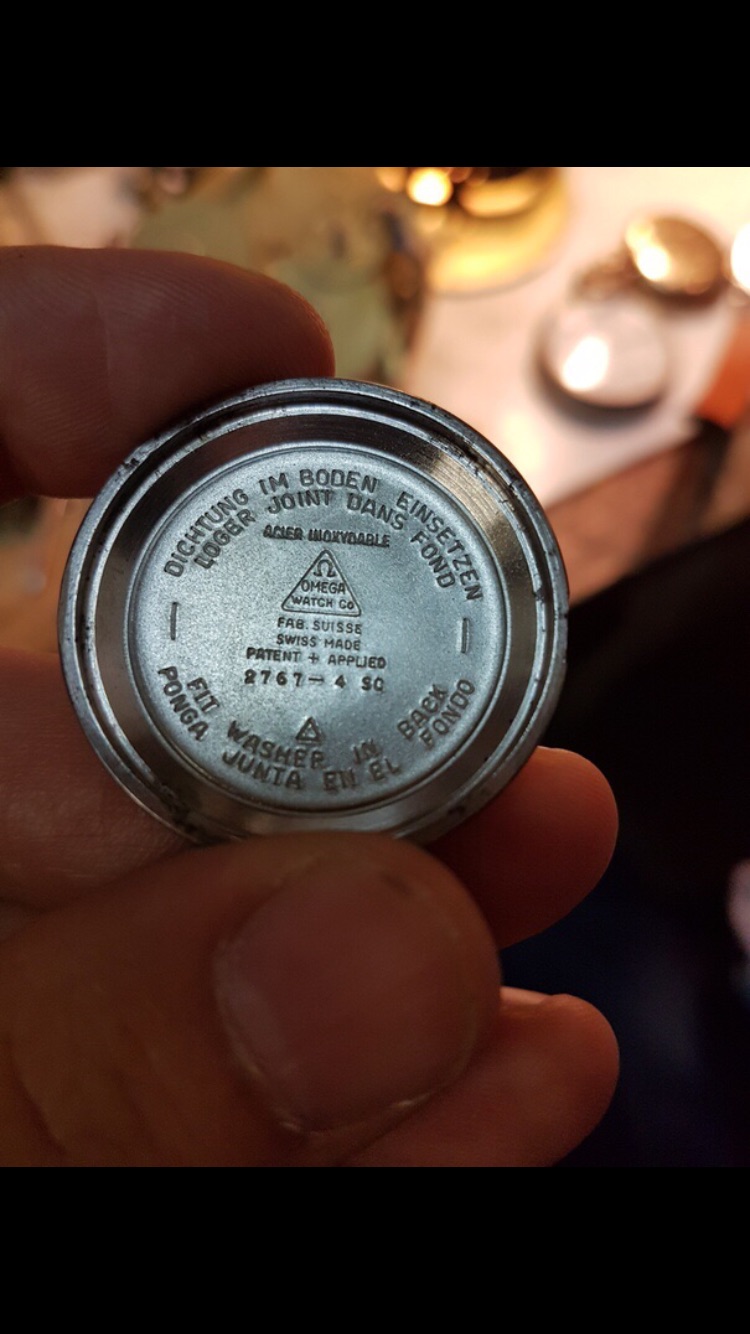 DICHTUNG IM BODEN EINSETZEN
LOGER JOINT DANS FOND
ACIER INOXYDABLE
Ω
OMEGA
WATCH Co
FAB. SUISSE
SWISS MADE
PATENT + APPLIED
2767-4 SC
FIT WASHER IN BACK
PONGA JUNTA EN EL FONDO